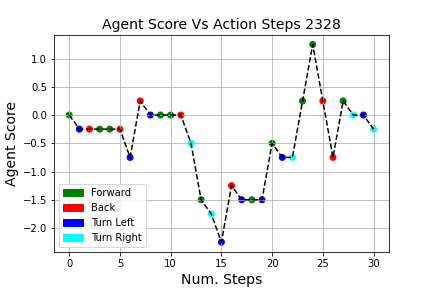 Agent Score Vs Action Steps 2328
Agent Score
1.0
0.5
0.0
−0.5
−1.0
−1.5
−2.0
Forward
Back
Turn Left
Turn Right
0 5 10 15 20 25 30
Num. Steps